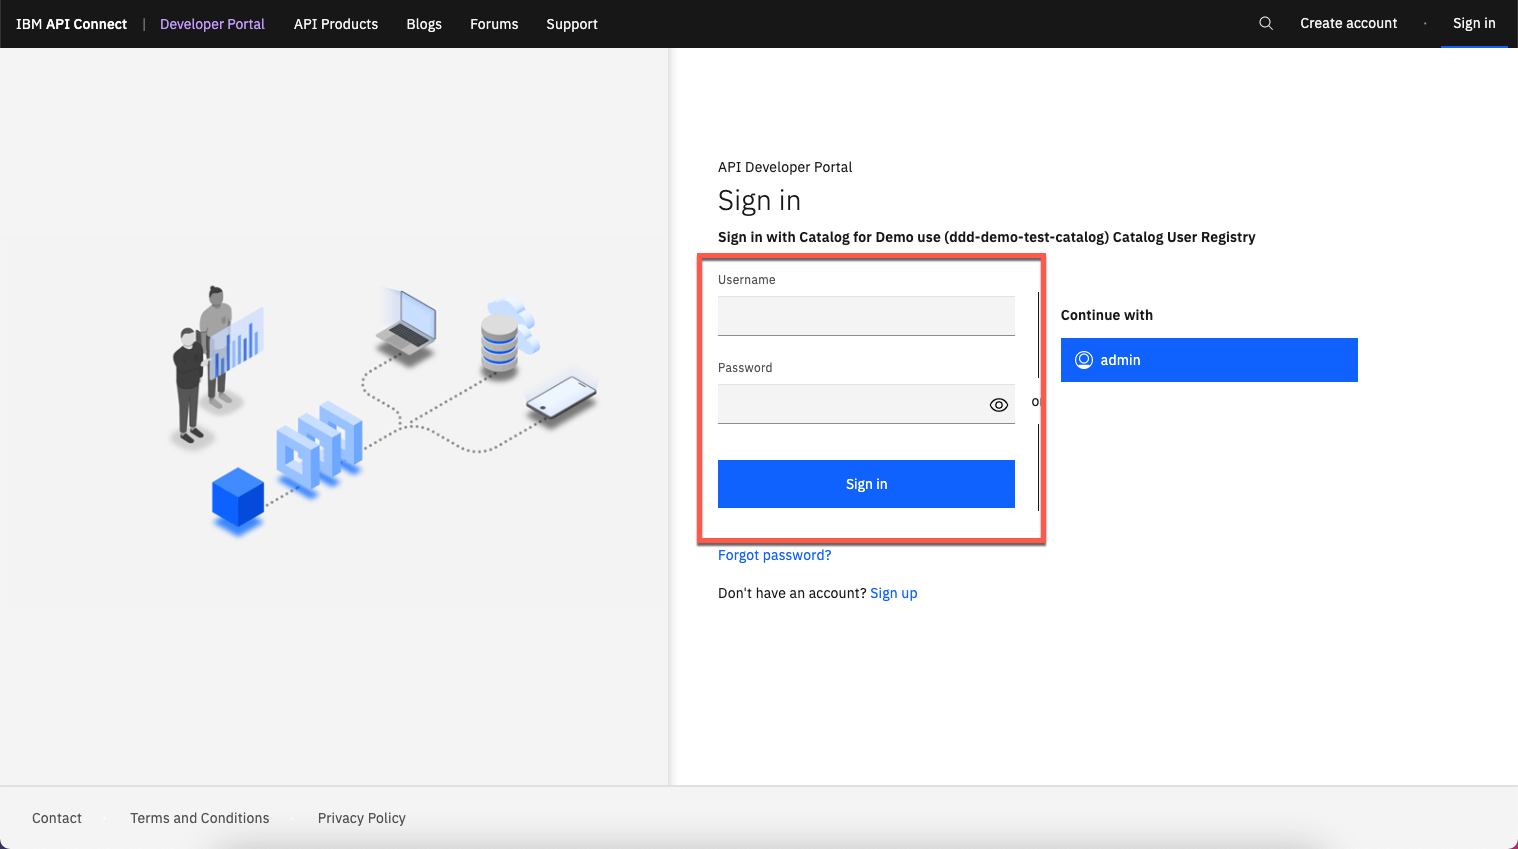 IBM API Connect | Developer Portal API Products Blogs Forums Support Create account · Sign in
API Developer Portal
Sign in
Sign in with Catalog for Demo use (ddd-demo-test-catalog) Catalog User Registry
Username
Password
Sign in
Continue with
admin
Forgot password?
Don't have an account? Sign up
Contact Terms and Conditions Privacy Policy